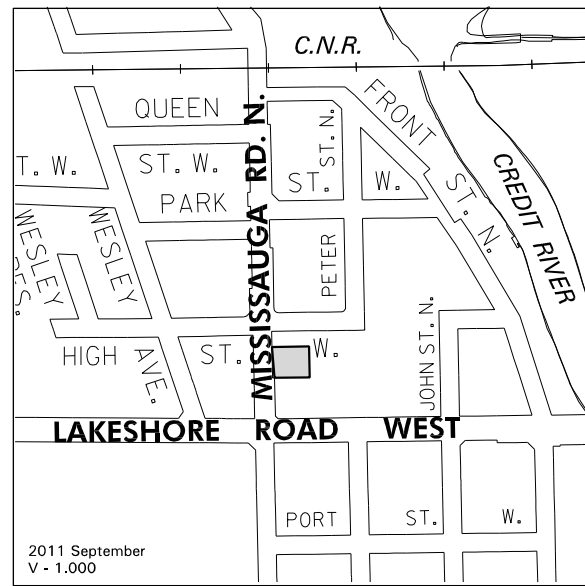 C.N.R.
QUEEN
ST. W.
FRONT
ST. N.
CREDIT RIVER
T. W.
PARK
ST.
W.
PETER
ST. N.
MISSISSAUGA RD. N.
WESLEY
WESLEY
AVE.
HIGH
ST.
W.
JOHN ST. N.
LAKESHORE ROAD WEST
PORT ST. W.
2011 September
V - 1.000